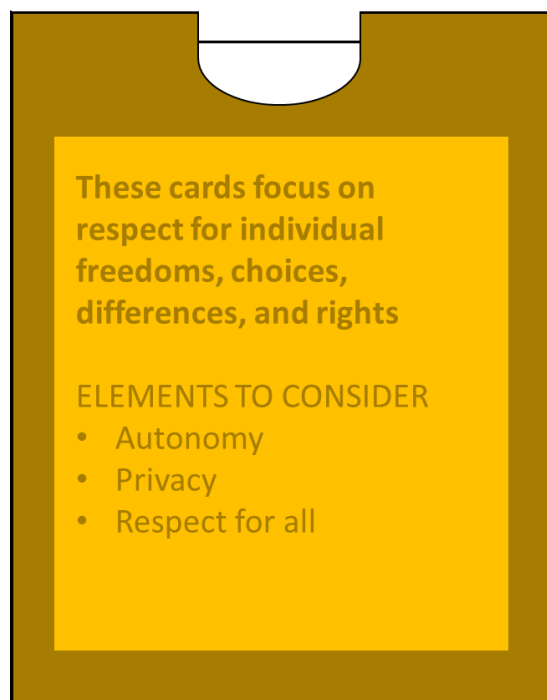 These cards focus on
respect for individual
freedoms, choices,
differences, and rights
ELEMENTS TO CONSIDER
• Autonomy
• Privacy
• Respect for all